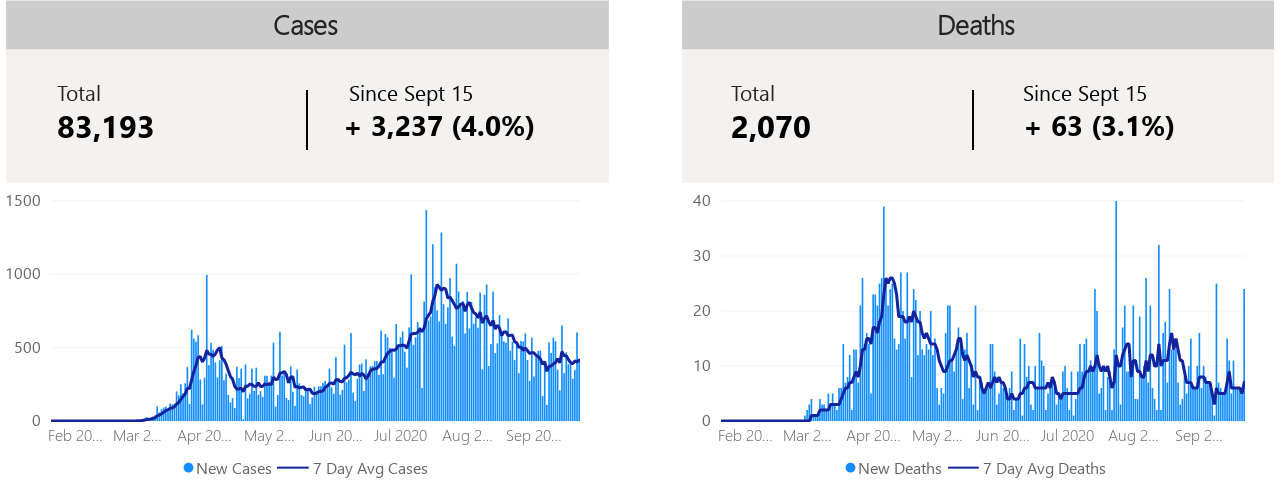 Cases
Total
Since Sept 15
83,193
+ 3,237 (4.0%)
1500
1000
500
0
Feb 20...
Mar 2...
Apr 20...
May 2...
Jun 20...
Jul 2020
Aug 2...
Sep 20...
New Cases
7 Day Avg Cases
Deaths
Total
Since Sept 15
2,070
+ 63 (3.1%)
40
30
20
10
0
Feb 20...
Mar 2...
Apr 20...
May 2...
Jun 20...
Jul 2020
Aug 2...
Sep 2...
New Deaths
7 Day Avg Deaths